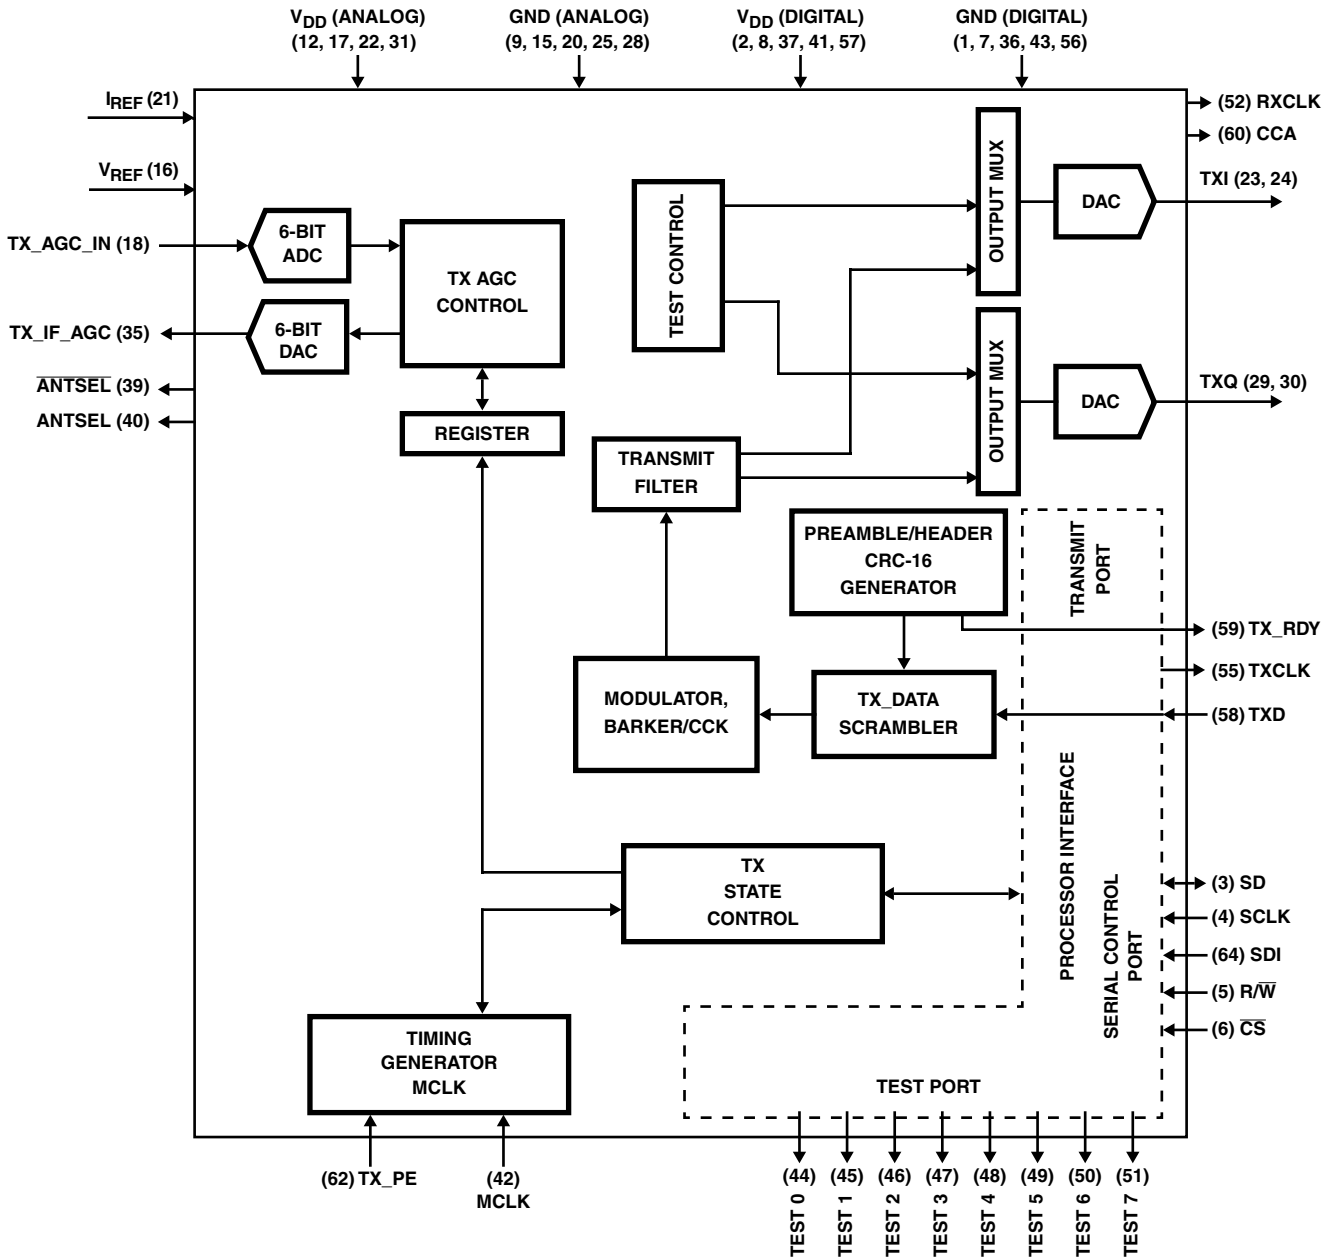 V_DD (ANALOG)
(12, 17, 22, 31)
GND (ANALOG)
(9, 15, 20, 25, 28)
V_DD (DIGITAL)
(2, 8, 37, 41, 57)
GND (DIGITAL)
(1, 7, 36, 43, 56)
I_REF (21)
V_REF (16)
TX_AGC_IN (18)
TX_IF_AGC (35)
A̅N̅T̅S̅E̅L̅ (39)
ANTSEL (40)
6-BIT
ADC
6-BIT
DAC
TX AGC
CONTROL
REGISTER
TEST CONTROL
OUTPUT MUX
DAC
OUTPUT MUX
DAC
(52) RXCLK
(60) CCA
TXI (23, 24)
TXQ (29, 30)
TRANSMIT
FILTER
PREAMBLE/HEADER
CRC-16
GENERATOR
TRANSMIT
PORT
(59) TX_RDY
(55) TXCLK
(58) TXD
MODULATOR,
BARKER/CCK
TX_DATA
SCRAMBLER
TX
STATE
CONTROL
PROCESSOR INTERFACE
SERIAL CONTROL
PORT
(3) SD
(4) SCLK
(64) SDI
(5) R/W̅
(6) C̅S̅
TIMING
GENERATOR
MCLK
TEST PORT
(62) TX_PE
(42)
MCLK
(44)
TEST 0
(45)
TEST 1
(46)
TEST 2
(47)
TEST 3
(48)
TEST 4
(49)
TEST 5
(50)
TEST 6
(51)
TEST 7